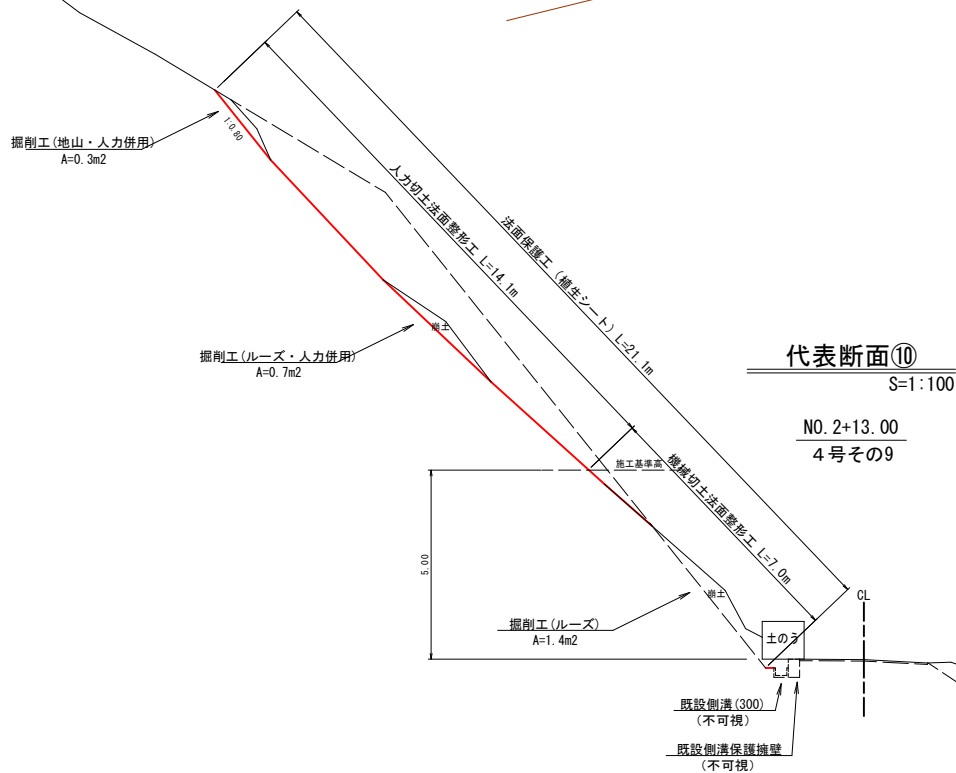 掘削工(地山・人力併用)
A=0.3m2
1:0.80
人力切土法面整形工 L=14.1m
法面保護工(植生シート) L=21.1m
崩土
掘削工(ルーズ・人力併用)
A=0.7m2
代表断面⑩
S=1:100
NO.2+13.00
4号その9
施工基準高
機械切土法面整形工 L=7.0m
5.00
崩土
CL
掘削工(ルーズ)
A=1.4m2
土のう
既設側溝(300)
(不可視)
既設側溝保護擁壁
(不可視)